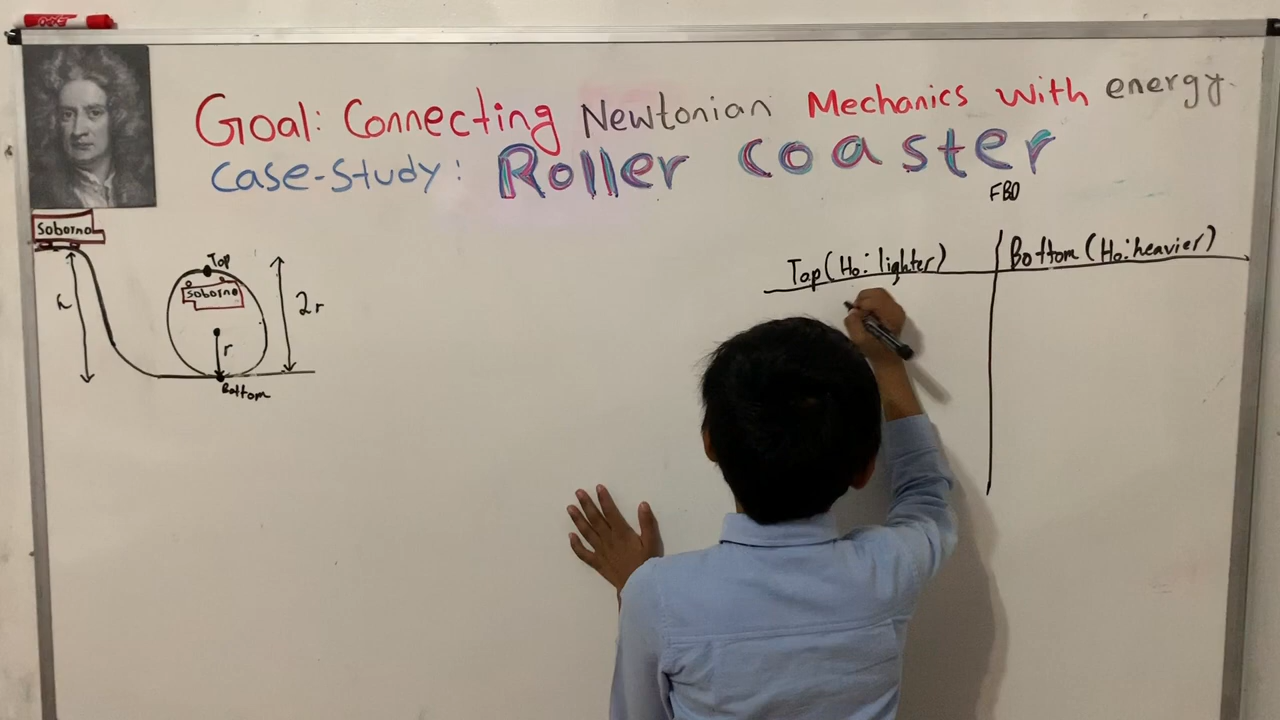 Goal: Connecting Newtonian Mechanics with energy.
Case-Study: Roller coaster
FBD
Soborno
Top
Soborno
h
2r
r
Bottom
Top (Ho: lighter)
Bottom (Ho: heavier)